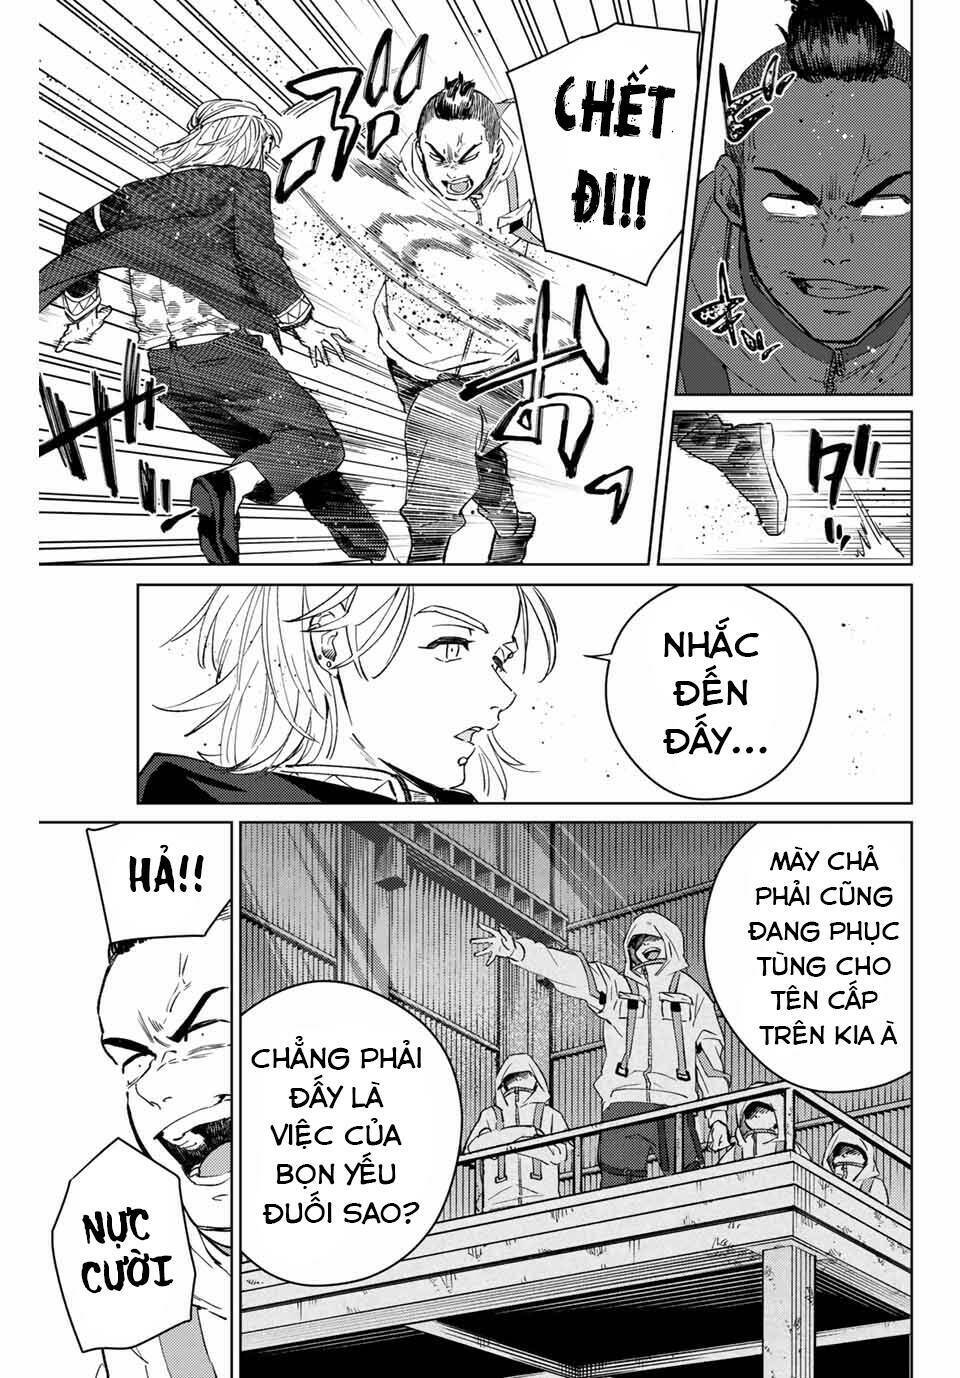 CHẾT
ĐI!!
NHẮC
ĐẾN
ĐẤY...
MÀY CHẢ
PHẢI CŨNG
ĐANG PHỤC
TÙNG CHO
TÊN CẤP
TRÊN KIA À
CHẲNG PHẢI
ĐẤY LÀ
VIỆC CỦA
BỌN YẾU
ĐUỐI SAO?
HẢ!!
NỰC
CƯỜI